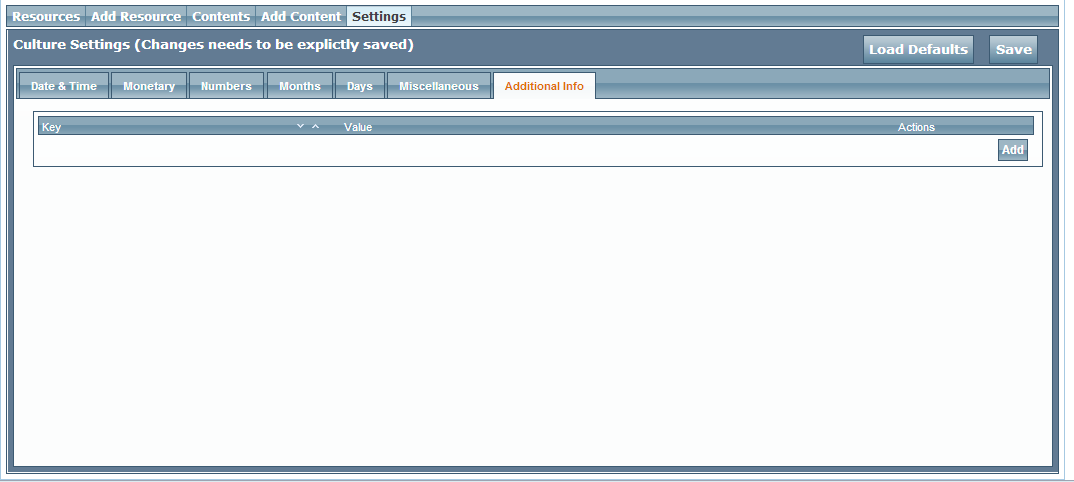 Resources Add Resource Contents Add Content Settings
Culture Settings (Changes needs to be explictly saved) Load Defaults Save
Date & Time Monetary Numbers Months Days Miscellaneous Additional Info
Key Value Actions
Add